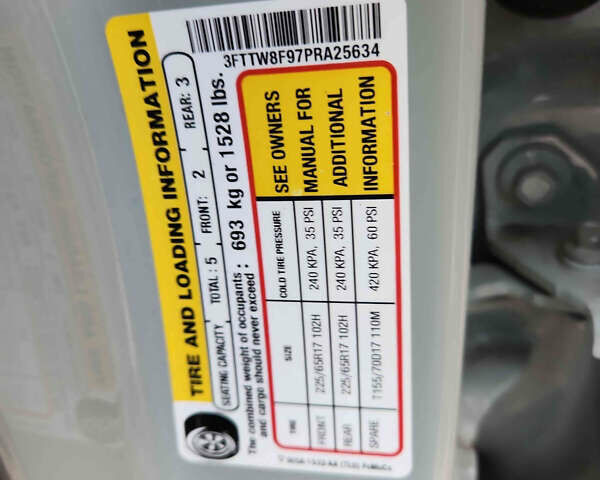 3FTTW8F97PRA25634
TIRE AND LOADING INFORMATION
SEATING CAPACITY TOTAL : 5 FRONT: 2 REAR: 3
The combined weight of occupants
and cargo should never exceed : 693 kg or 1528 lbs.
TIRE SIZE COLD TIRE PRESSURE SEE OWNERS
FRONT 225/65R17 102H 240 KPA, 35 PSI MANUAL FOR
REAR 225/65R17 102H 240 KPA, 35 PSI ADDITIONAL
SPARE T155/70D17 110M 420 KPA, 60 PSI INFORMATION